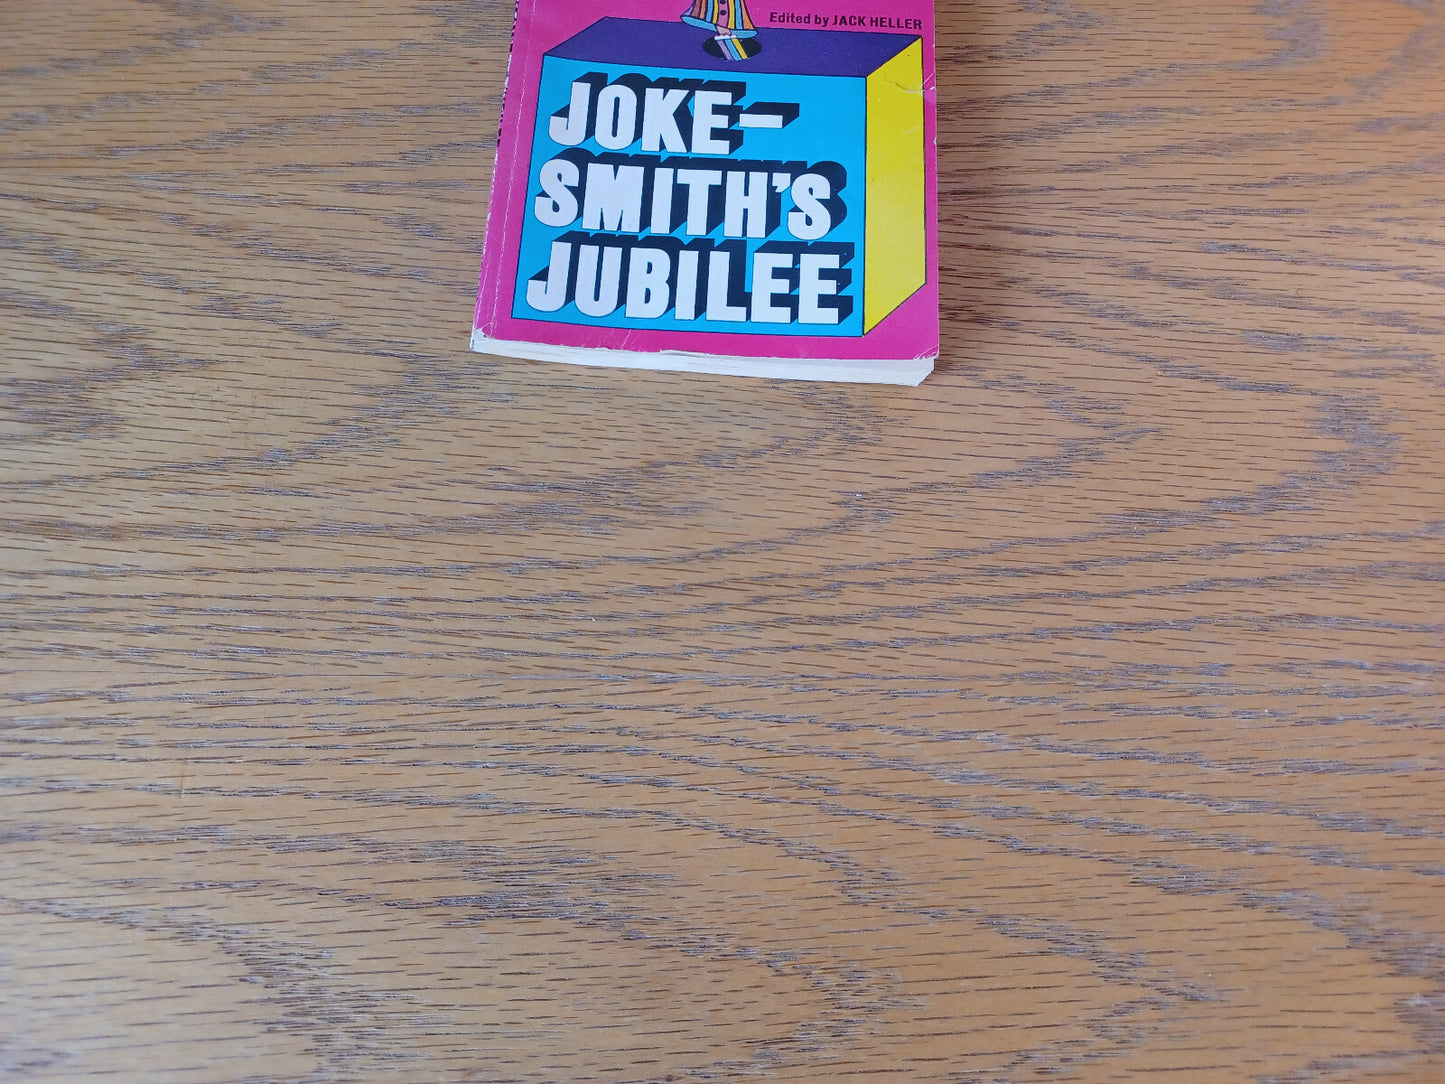 Edited by JACK HELLER
JOKE-
SMITH'S
JUBILEE